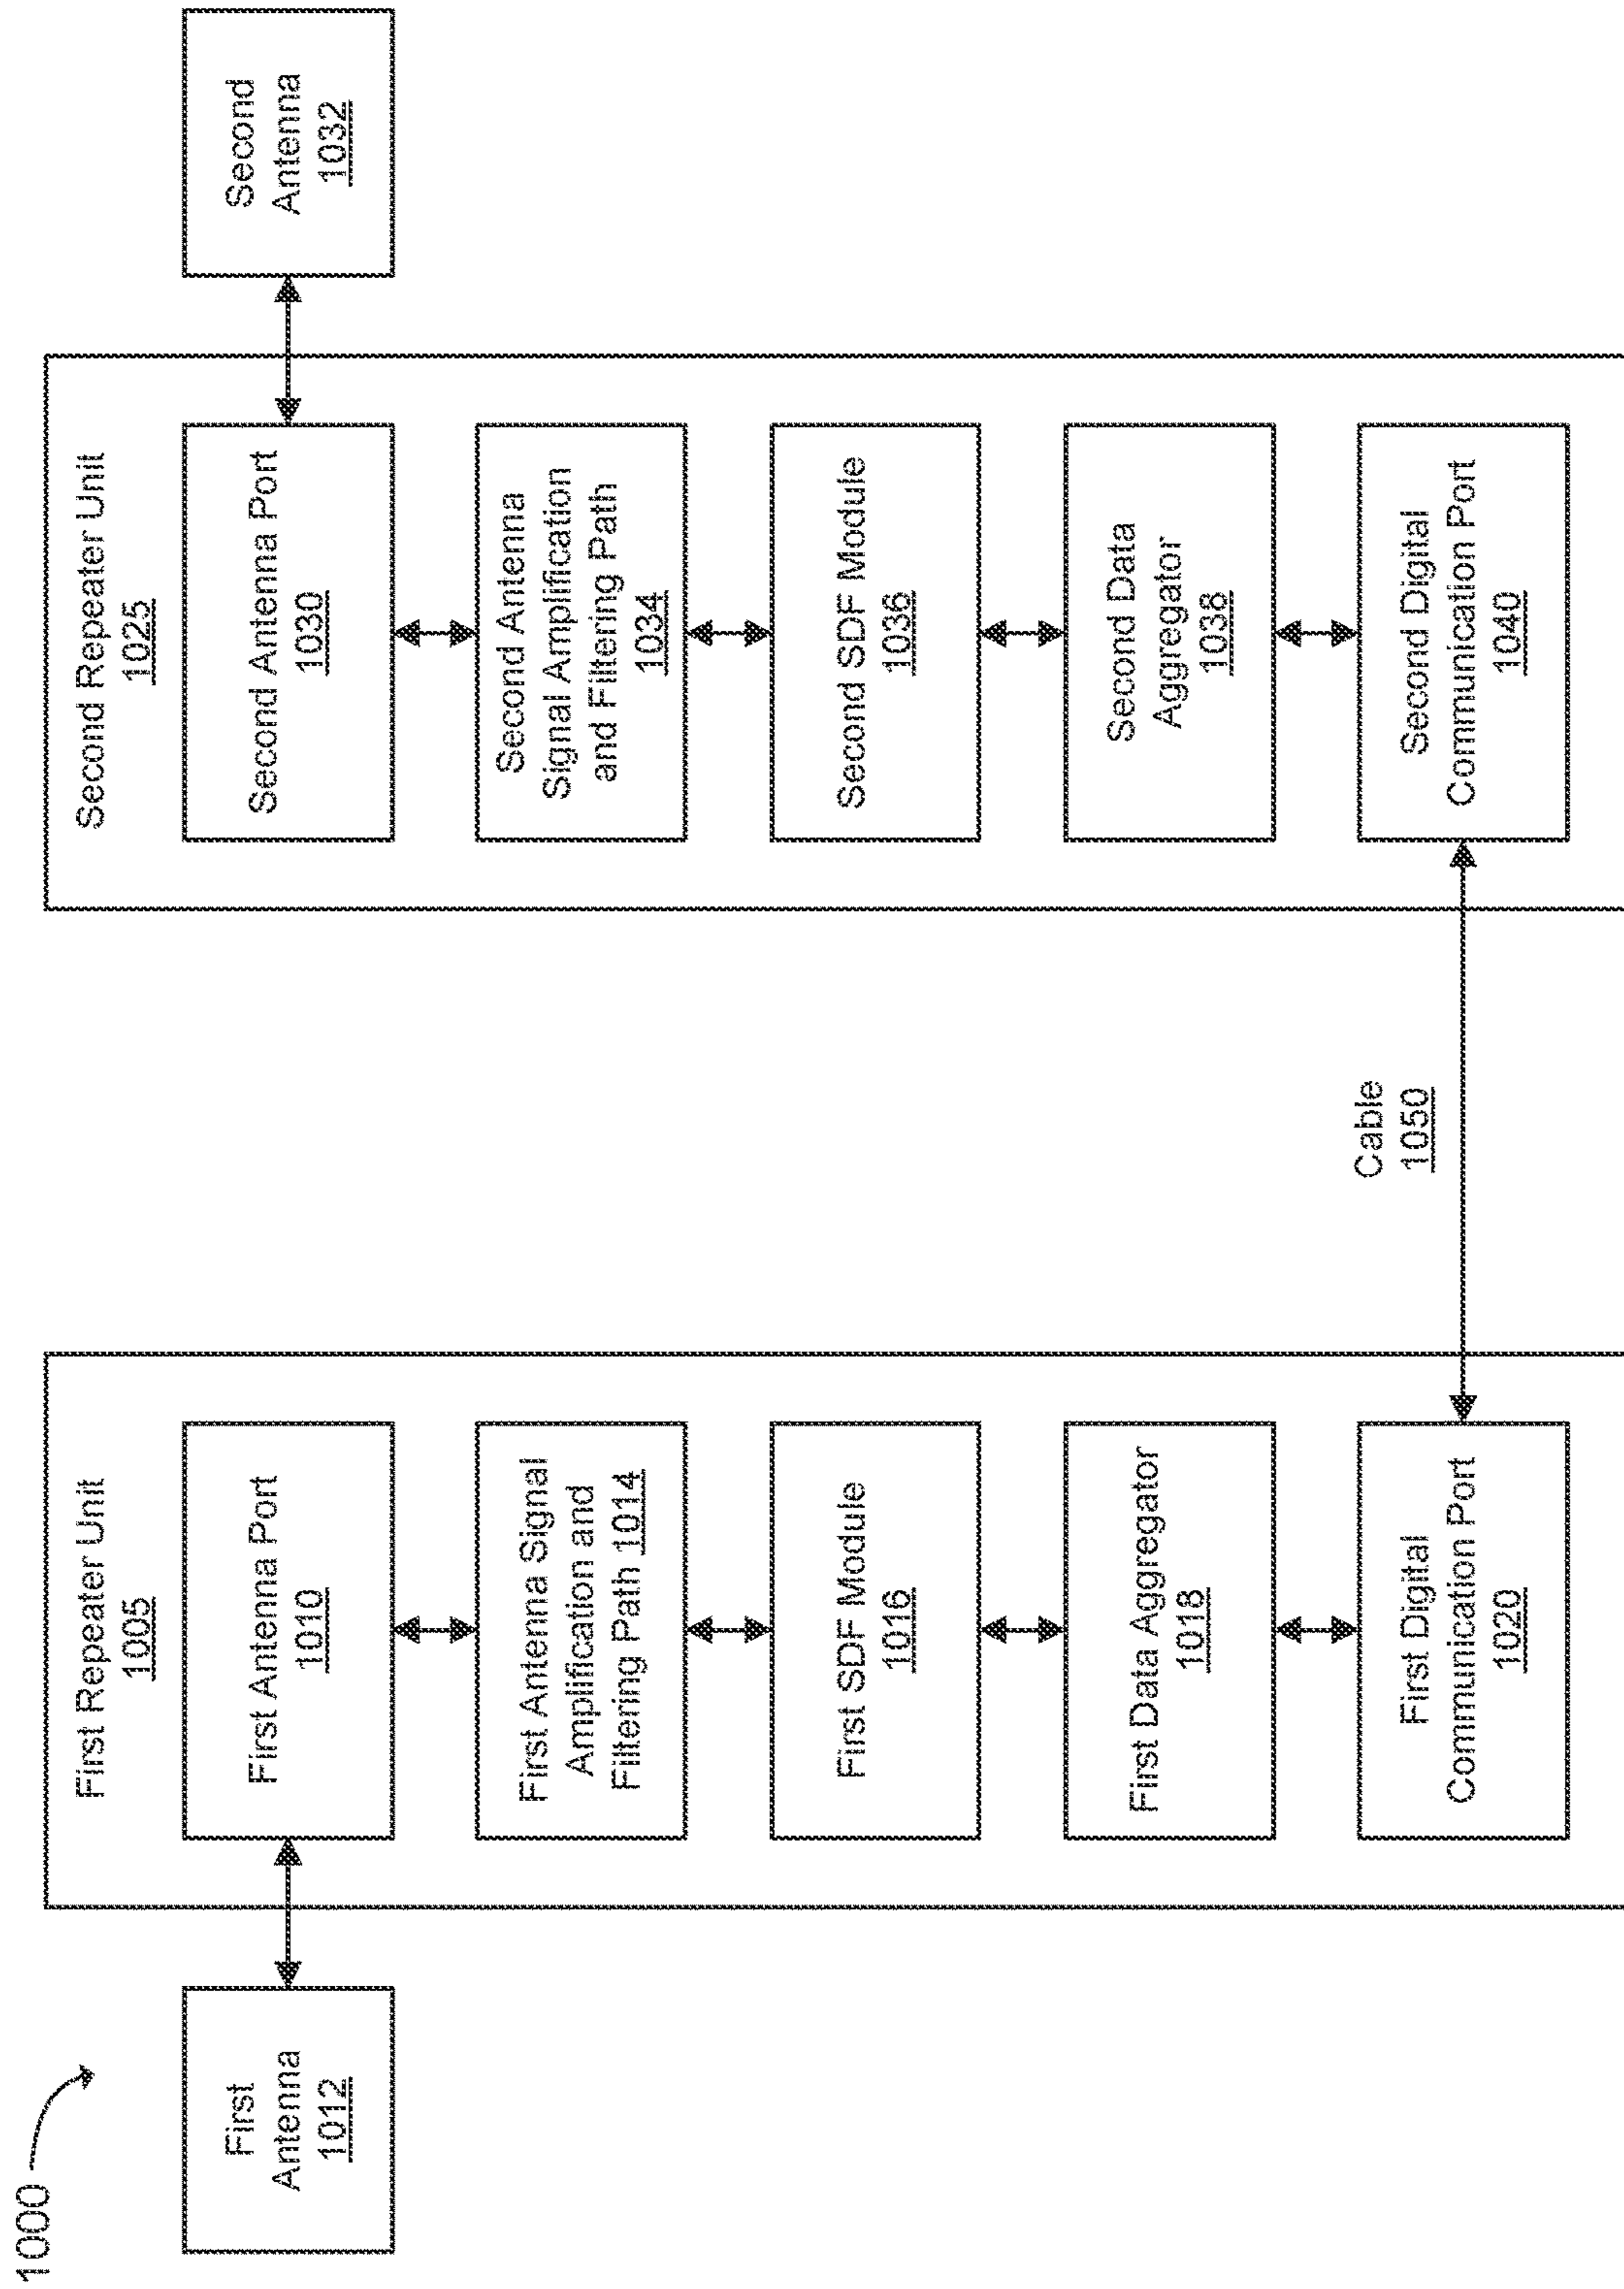 1000
First
Antenna
1012
First Repeater Unit
1005
First Antenna Port
1010
First Antenna Signal
Amplification and
Filtering Path 1014
First SDF Module
1016
First Data Aggregator
1018
First Digital
Communication Port
1020
Cable
1050
Second Repeater Unit
1025
Second Antenna Port
1030
Second Antenna
Signal Amplification
and Filtering Path
1034
Second SDF Module
1036
Second Data
Aggregator
1038
Second Digital
Communication Port
1040
Second
Antenna
1032